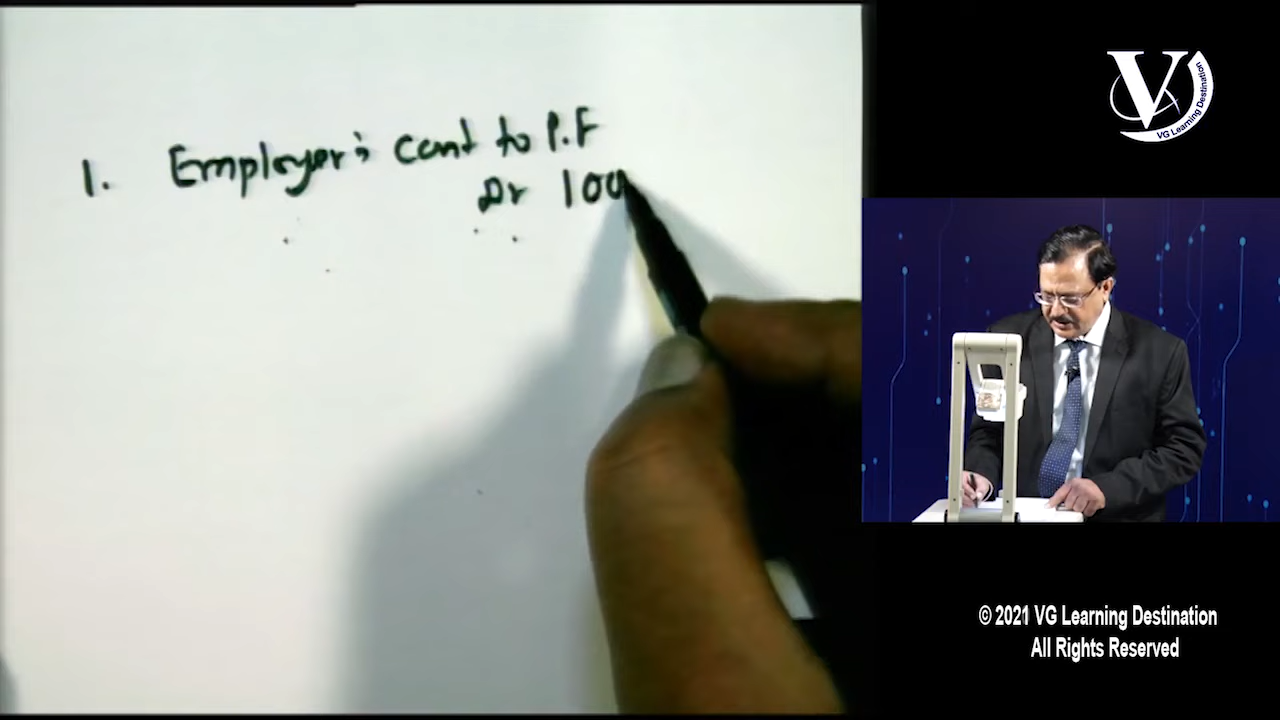 1. Employer's cont to P.F
Dr 100
V
VG Learning Destination
© 2021 VG Learning Destination
All Rights Reserved